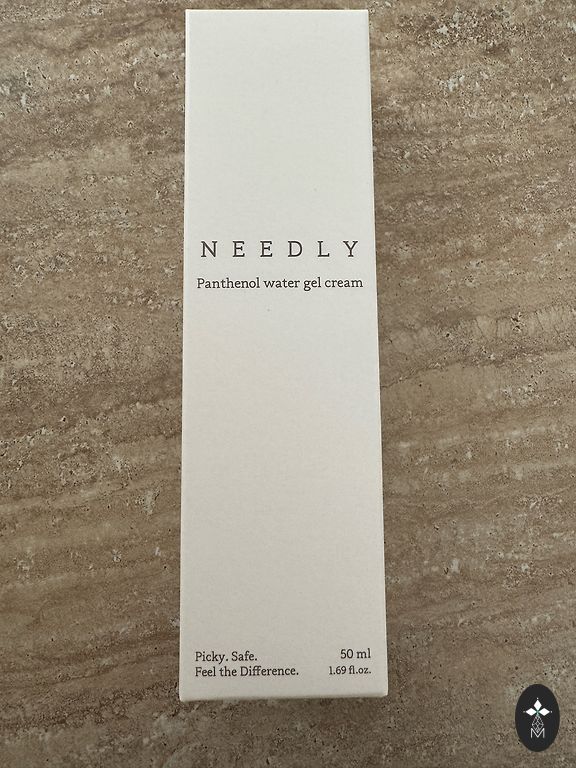 NEEDLY
Panthenol water gel cream
Picky. Safe.
Feel the Difference.
50 ml
1.69 fl.oz.
M